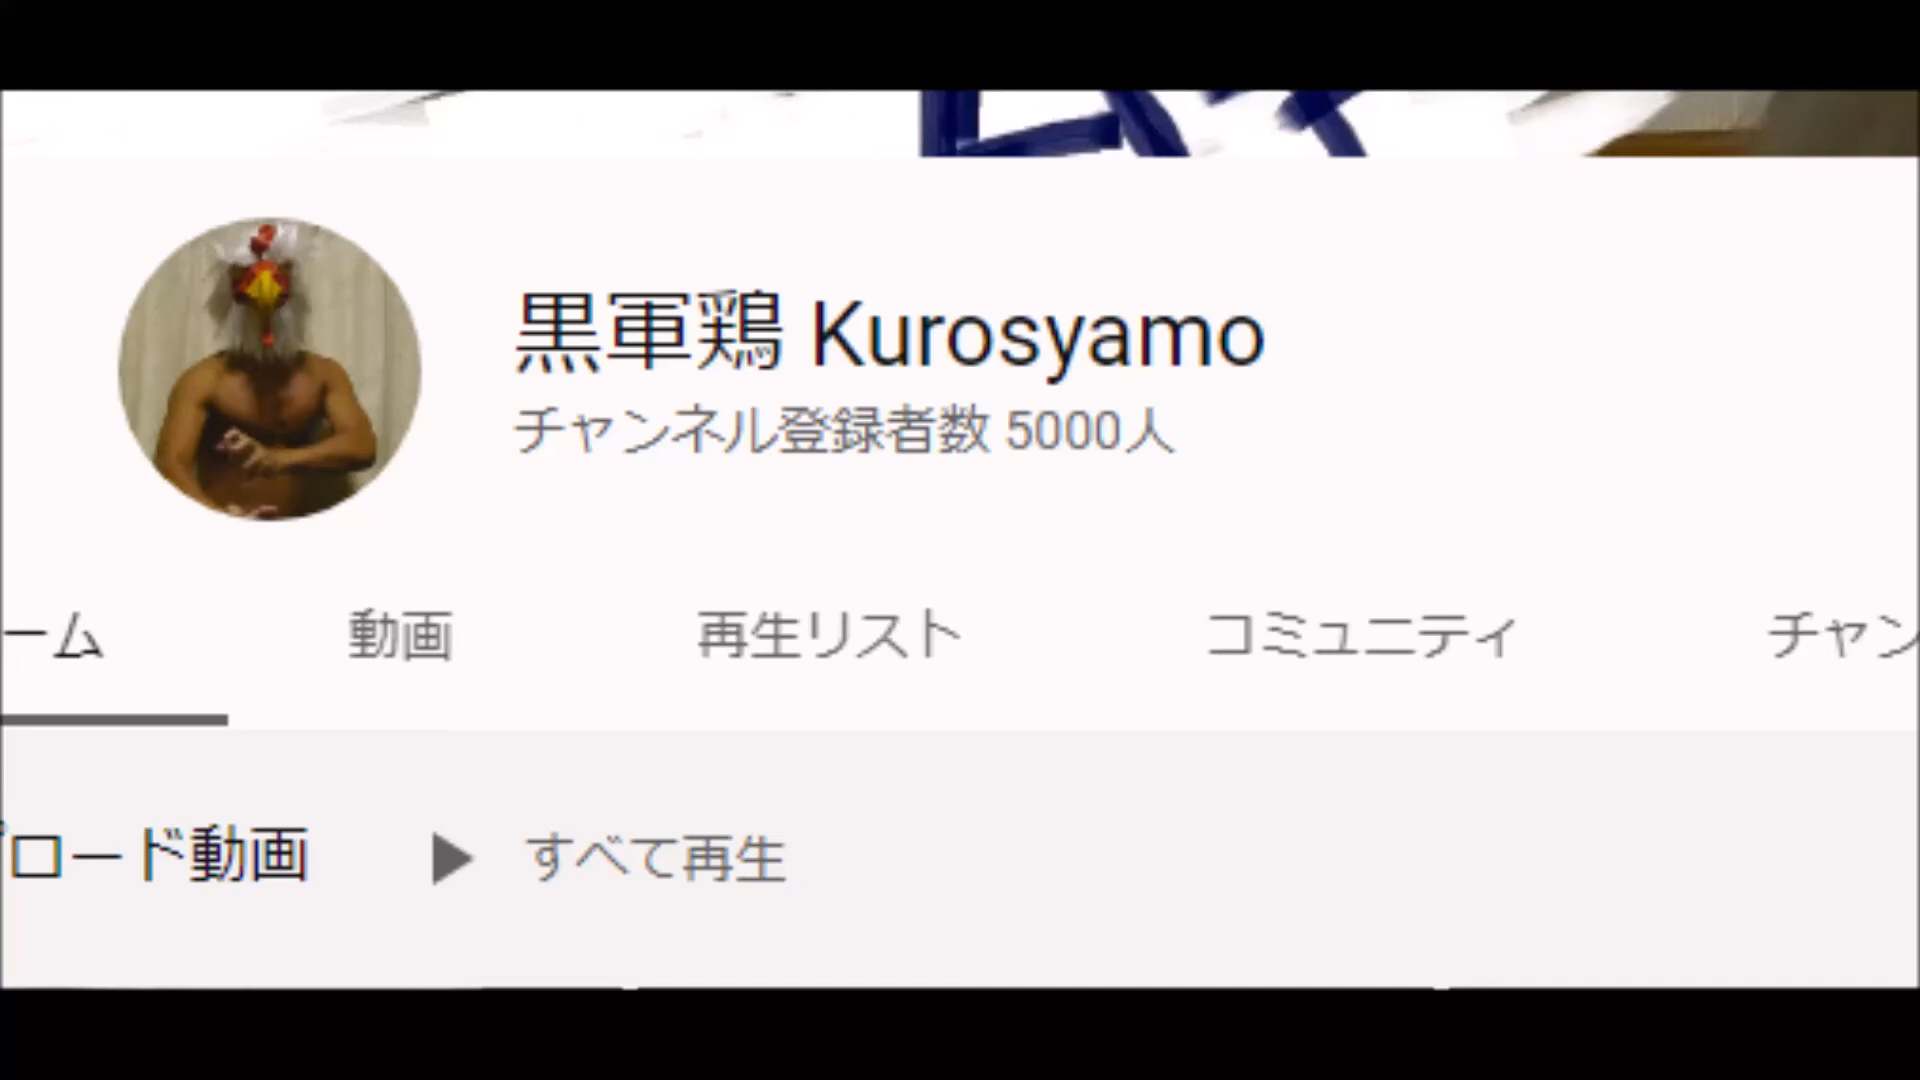 黒軍鶏 Kurosyamo
チャンネル登録者数 5000人
ーム 動画 再生リスト コミュニティ チャン
ロード動画 ▶ すべて再生